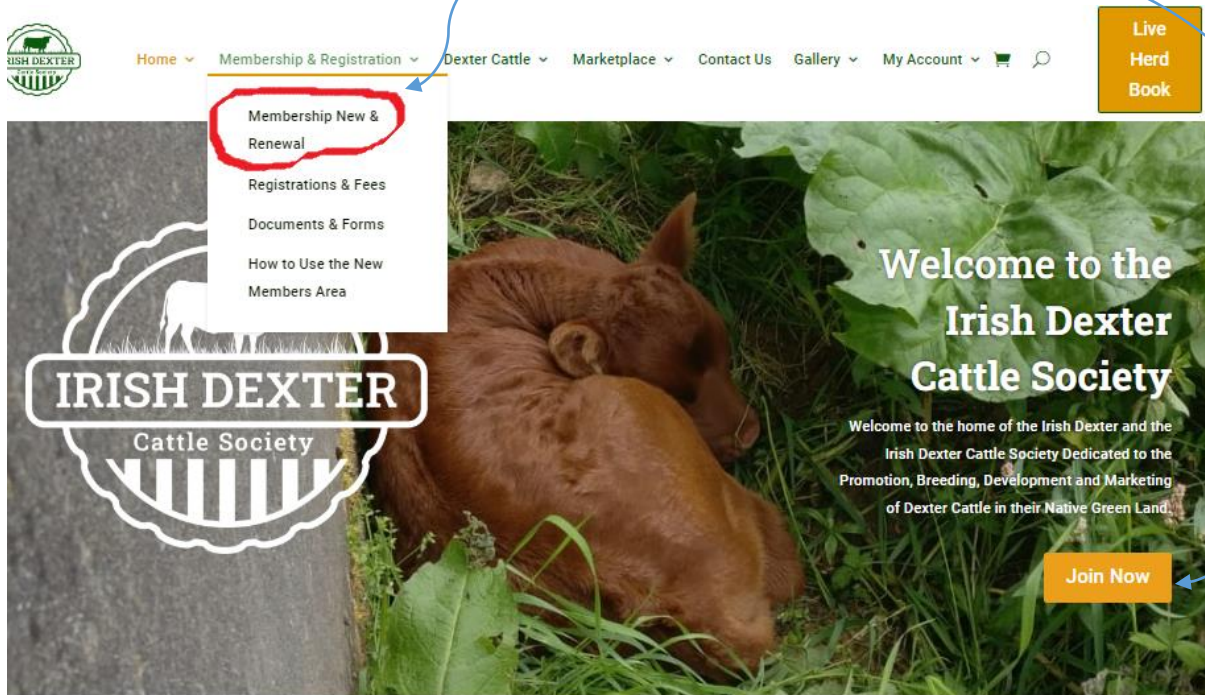 RISH DEXTER
Cattle Society
Home
Membership & Registration
Dexter Cattle
Marketplace
Contact Us
Gallery
My Account
Live
Herd
Book
Membership New &
Renewal
Registrations & Fees
Documents & Forms
How to Use the New
Members Area
IRISH DEXTER
Cattle Society
Welcome to the
Irish Dexter
Cattle Society
Welcome to the home of the Irish Dexter and the
Irish Dexter Cattle Society Dedicated to the
Promotion, Breeding, Development and Marketing
of Dexter Cattle in their Native Green Land.
Join Now